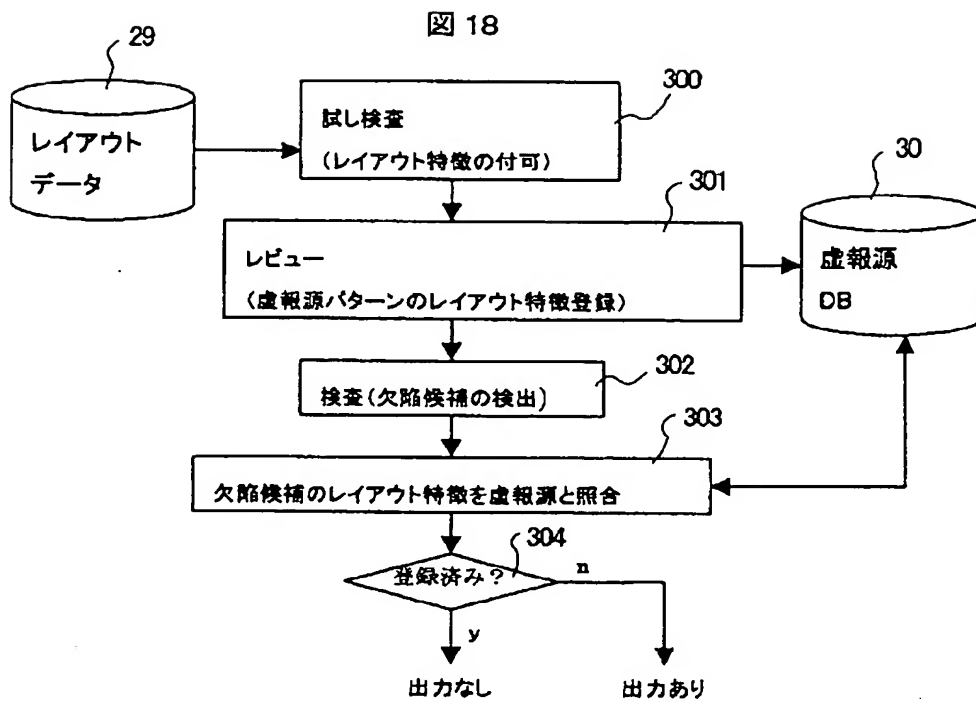 図 18
29
レイアウト
データ
300
試し検査
(レイアウト特徴の付可)
301
レビュー
(虚報源パターンのレイアウト特徴登録)
30
虚報源
DB
302
検査(欠陥候補の検出)
303
欠陥候補のレイアウト特徴を虚報源と照合
304
登録済み?
n
y
出力なし
出力あり